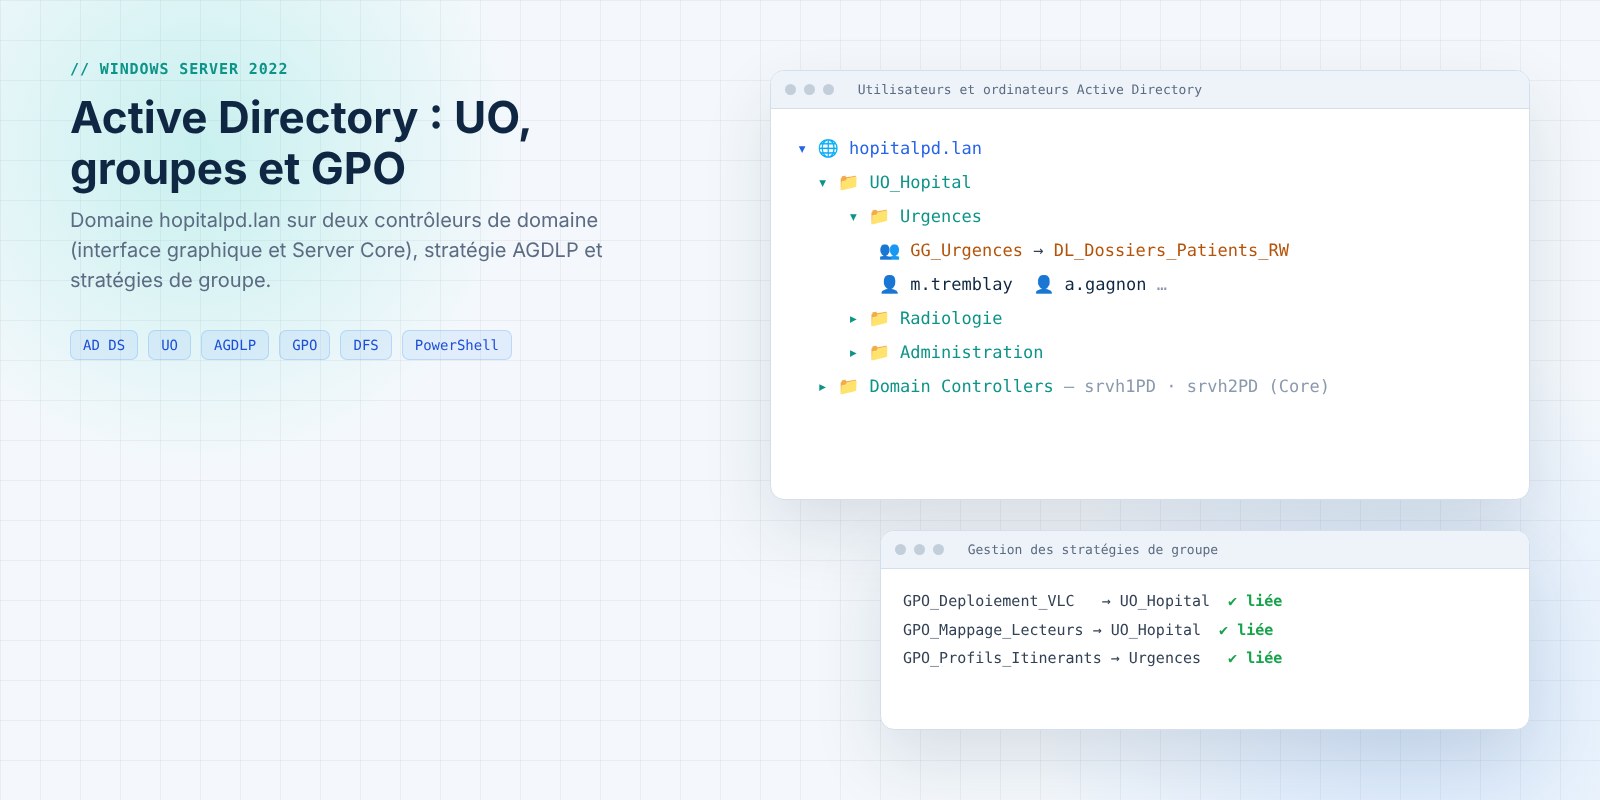 // WINDOWS SERVER 2022
Active Directory : UO,
groupes et GPO
Domaine hopitalpd.lan sur deux contrôleurs de domaine
(interface graphique et Server Core), stratégie AGDLP et
stratégies de groupe.
AD DS UO AGDLP GPO DFS PowerShell
Utilisateurs et ordinateurs Active Directory
▾ 🌐 hopitalpd.lan
▾ 📁 UO_Hopital
▾ 📁 Urgences
👥 GG_Urgences → DL_Dossiers_Patients_RW
👤 m.tremblay 👤 a.gagnon …
▸ 📁 Radiologie
▸ 📁 Administration
▸ 📁 Domain Controllers — srvh1PD · srvh2PD (Core)
Gestion des stratégies de groupe
GPO_Deploiement_VLC → UO_Hopital ✔ liée
GPO_Mappage_Lecteurs → UO_Hopital ✔ liée
GPO_Profils_Itinerants → Urgences ✔ liée